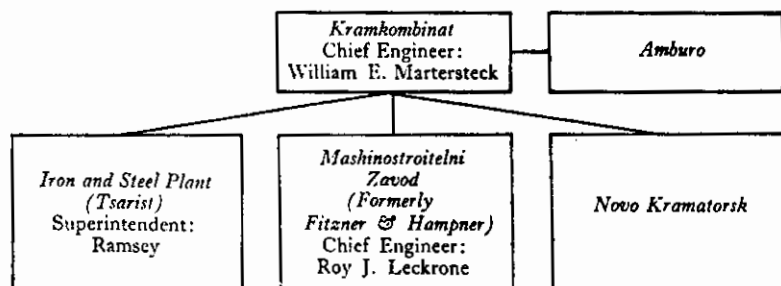 Kramkombinat
Chief Engineer:
William E. Martersteck
Amburo
Iron and Steel Plant
(Tsarist)
Superintendent:
Ramsey
Mashinostroitelni
Zavod
(Formerly
Fitzner & Hampner)
Chief Engineer:
Roy J. Leckrone
Novo Kramatorsk